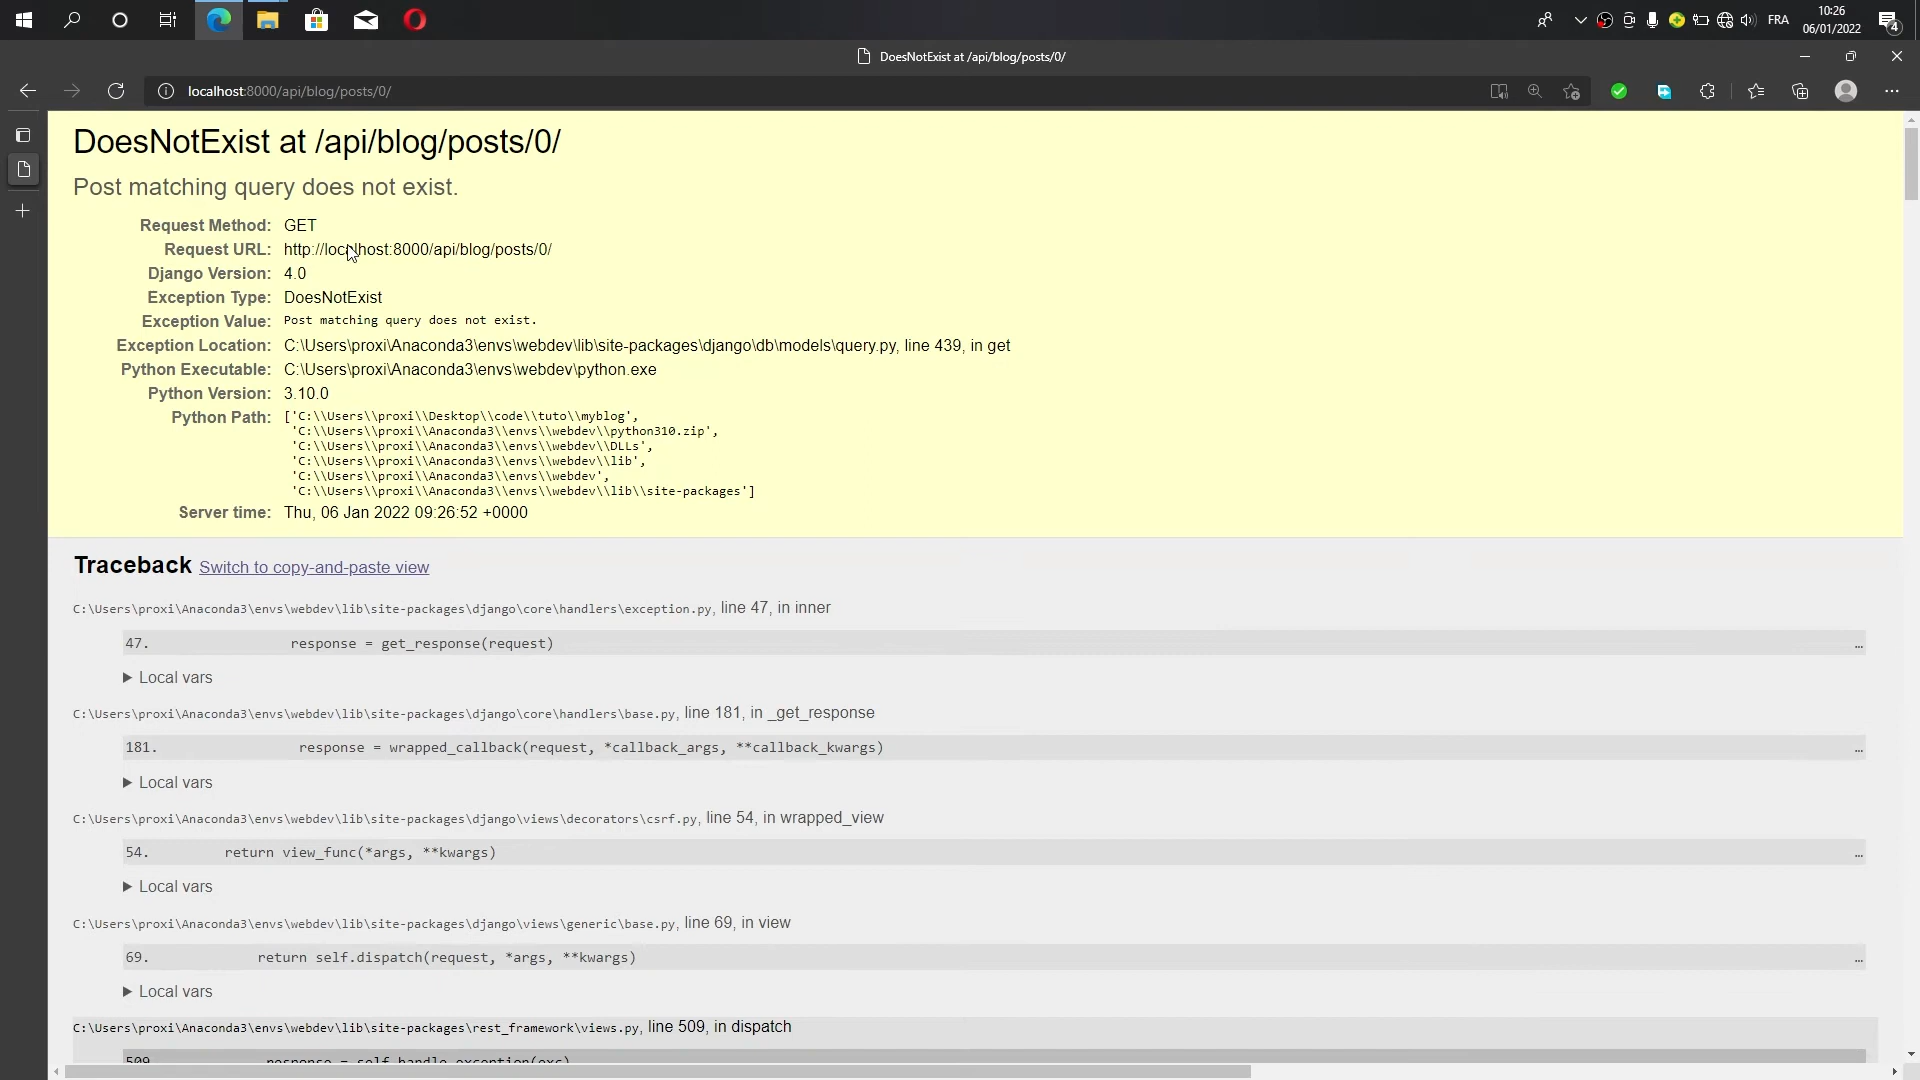 FRA
10:26
06/01/2022
4
DoesNotExist at /api/blog/posts/0/
localhost:8000/api/blog/posts/0/
DoesNotExist at /api/blog/posts/0/
Post matching query does not exist.
Request Method: GET
Request URL: http://localhost:8000/api/blog/posts/0/
Django Version: 4.0
Exception Type: DoesNotExist
Exception Value: Post matching query does not exist.
Exception Location: C:\Users\proxi\Anaconda3\envs\webdev\lib\site-packages\django\db\models\query.py, line 439, in get
Python Executable: C:\Users\proxi\Anaconda3\envs\webdev\python.exe
Python Version: 3.10.0
Python Path: ['C:\\Users\\proxi\\Desktop\\code\\tuto\\myblog',
'C:\\Users\\proxi\\Anaconda3\\envs\\webdev\\python310.zip',
'C:\\Users\\proxi\\Anaconda3\\envs\\webdev\\DLLs',
'C:\\Users\\proxi\\Anaconda3\\envs\\webdev\\lib',
'C:\\Users\\proxi\\Anaconda3\\envs\\webdev',
'C:\\Users\\proxi\\Anaconda3\\envs\\webdev\\lib\\site-packages']
Server time: Thu, 06 Jan 2022 09:26:52 +0000
Traceback Switch to copy-and-paste view
C:\Users\proxi\Anaconda3\envs\webdev\lib\site-packages\django\core\handlers\exception.py, line 47, in inner
47. response = get_response(request) …
▶ Local vars
C:\Users\proxi\Anaconda3\envs\webdev\lib\site-packages\django\core\handlers\base.py, line 181, in _get_response
181. response = wrapped_callback(request, *callback_args, **callback_kwargs) …
▶ Local vars
C:\Users\proxi\Anaconda3\envs\webdev\lib\site-packages\django\views\decorators\csrf.py, line 54, in wrapped_view
54. return view_func(*args, **kwargs) …
▶ Local vars
C:\Users\proxi\Anaconda3\envs\webdev\lib\site-packages\django\views\generic\base.py, line 69, in view
69. return self.dispatch(request, *args, **kwargs) …
▶ Local vars
C:\Users\proxi\Anaconda3\envs\webdev\lib\site-packages\rest_framework\views.py, line 509, in dispatch
509. response = self.handle_exception(exc)